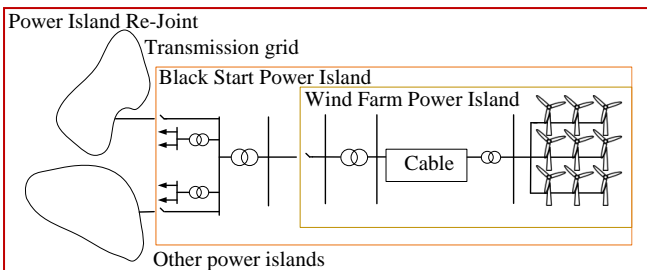 Power Island Re-Joint
Transmission grid
Black Start Power Island
Wind Farm Power Island
Cable
Other power islands